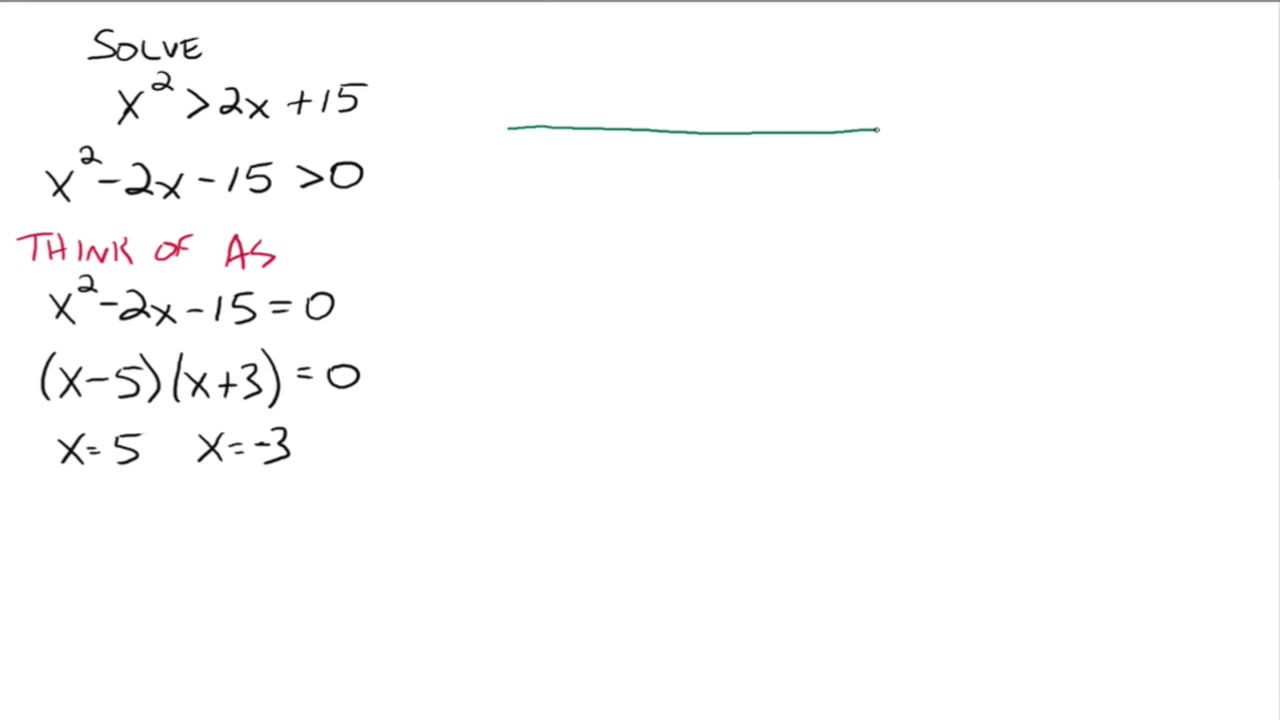 SOLVE
x² > 2x + 15
x² - 2x - 15 > 0
THINK OF AS
x² - 2x - 15 = 0
(x - 5)(x + 3) = 0
x = 5 x = -3